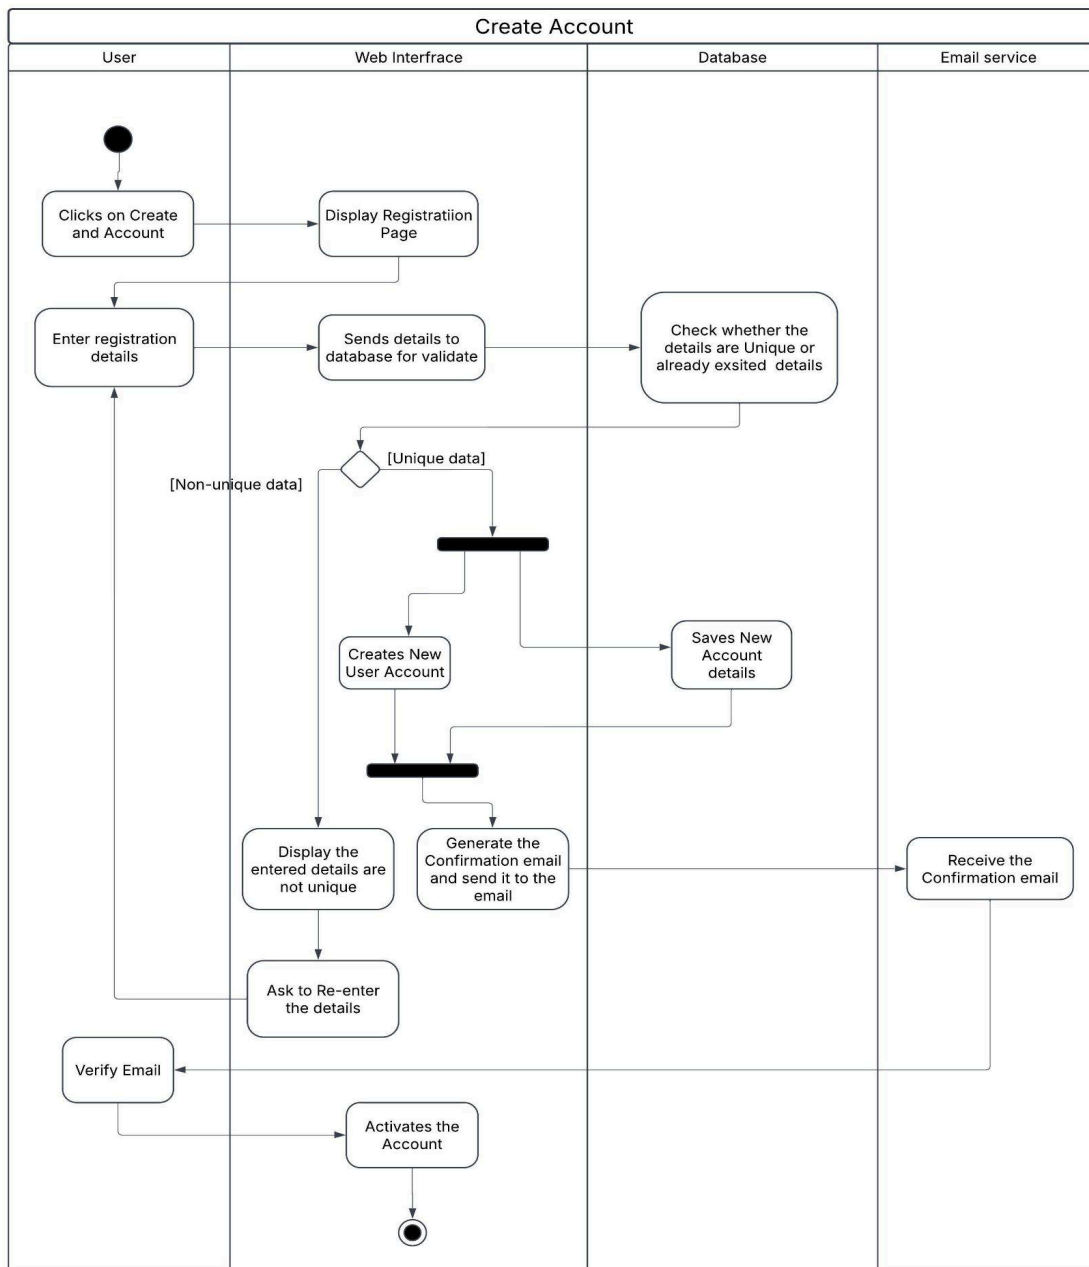 Create Account
User
Web Interfrace
Database
Email service
Clicks on Create
and Account
Display Registratiion
Page
Enter registration
details
Sends details to
database for validate
Check whether the
details are Unique or
already exsited  details
[Unique data]
[Non-unique data]
Creates New
User Account
Saves New
Account
details
Display the
entered details are
not unique
Generate the
Confirmation email
and send it to the
email
Receive the
Confirmation email
Ask to Re-enter
the details
Verify Email
Activates the
Account